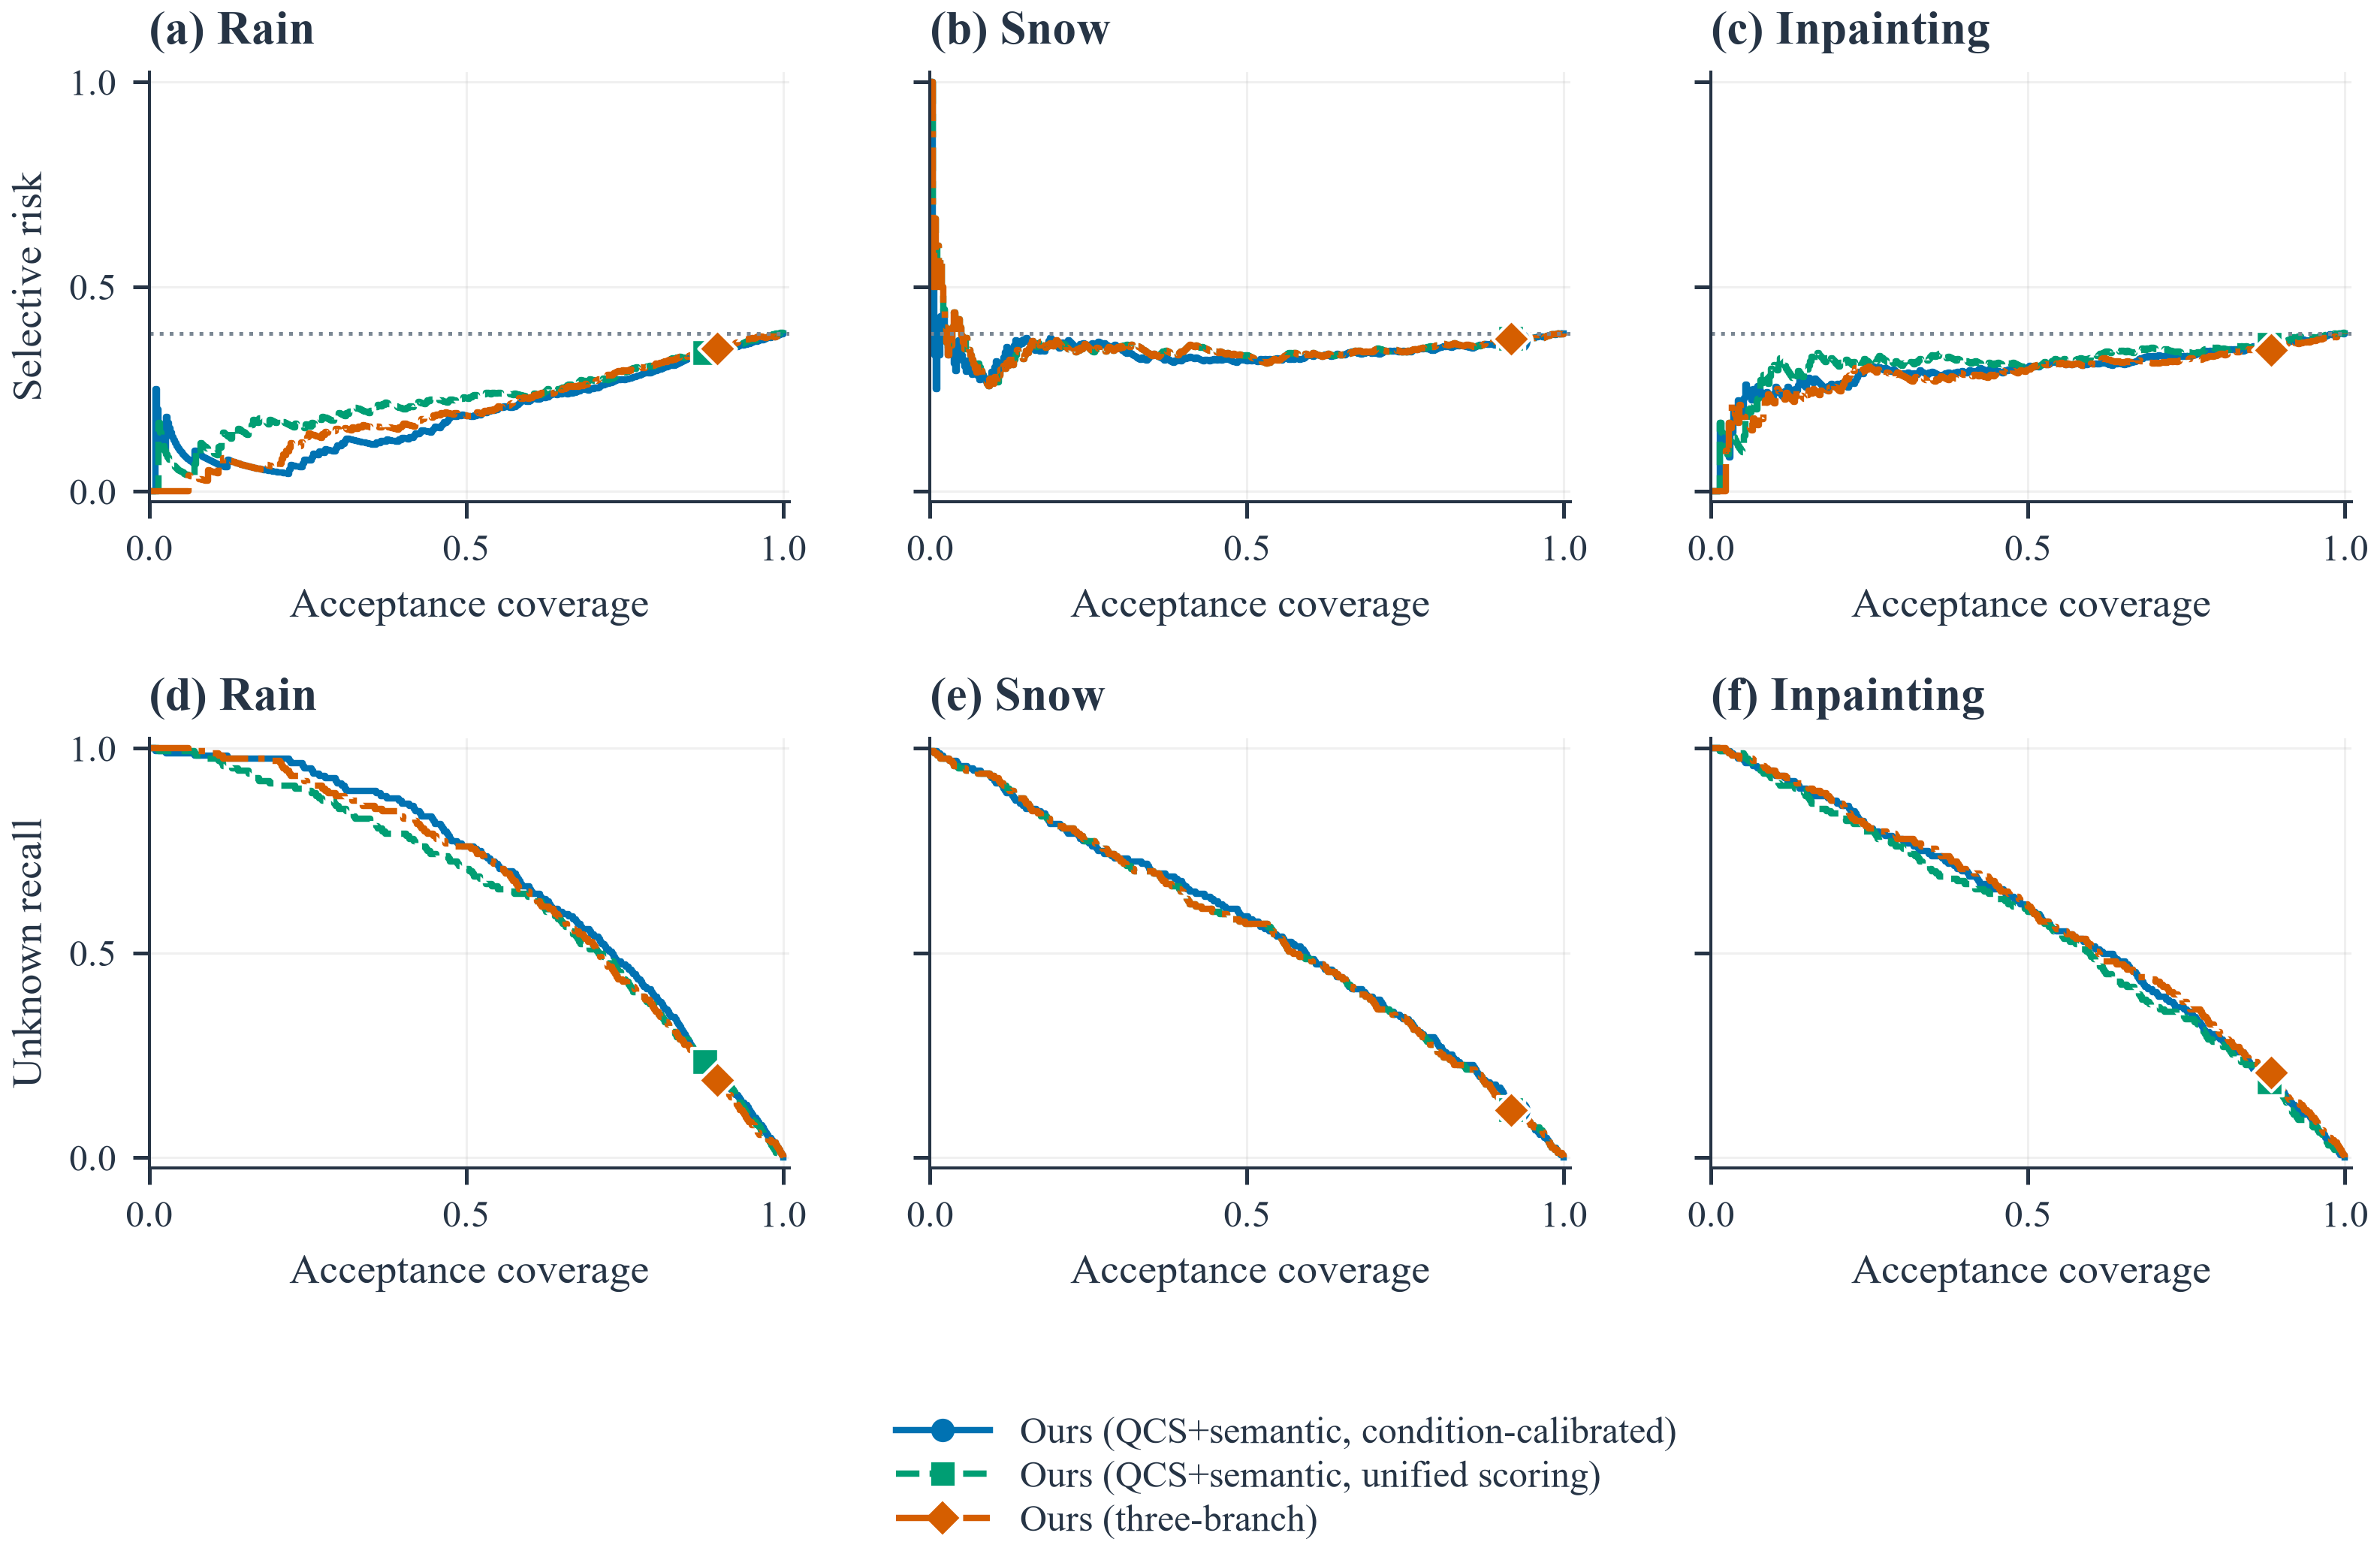 (a) Rain
(b) Snow
(c) Inpainting
Selective risk
1.0
0.5
0.0
0.0 0.5 1.0
0.0 0.5 1.0
0.0 0.5 1.0
Acceptance coverage
Acceptance coverage
Acceptance coverage
(d) Rain
(e) Snow
(f) Inpainting
Unknown recall
1.0
0.5
0.0
0.0 0.5 1.0
0.0 0.5 1.0
0.0 0.5 1.0
Acceptance coverage
Acceptance coverage
Acceptance coverage
Ours (QCS+semantic, condition-calibrated)
Ours (QCS+semantic, unified scoring)
Ours (three-branch)